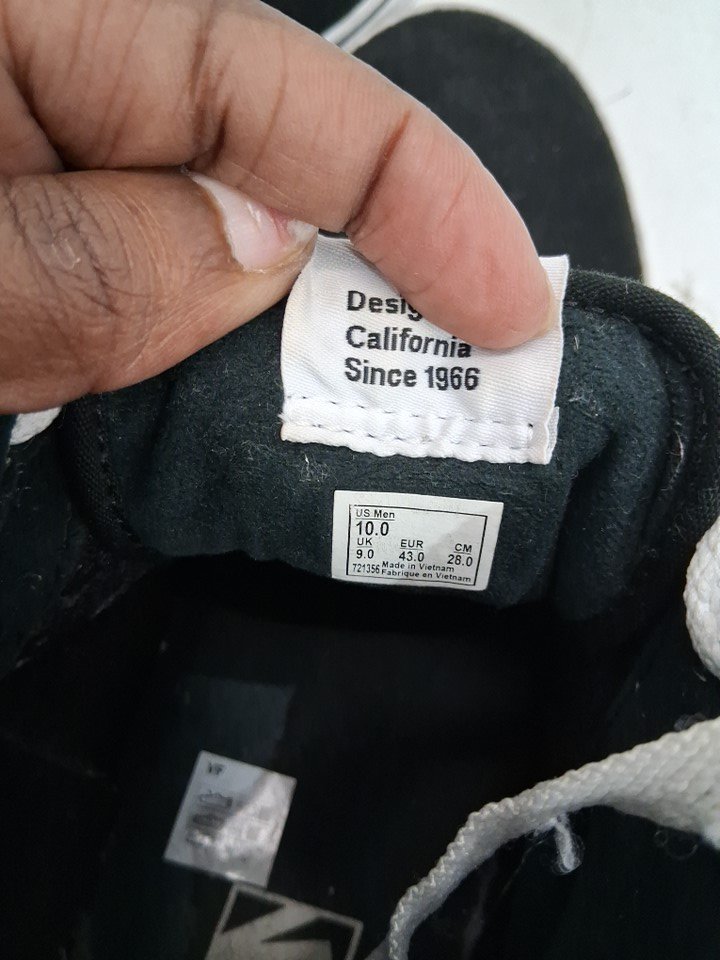 California
Since 1966
US Men
10.0
UK EUR CM
9.0 43.0 28.0
721356 Made in Vietnam
Fabrique en Vietnam
VF